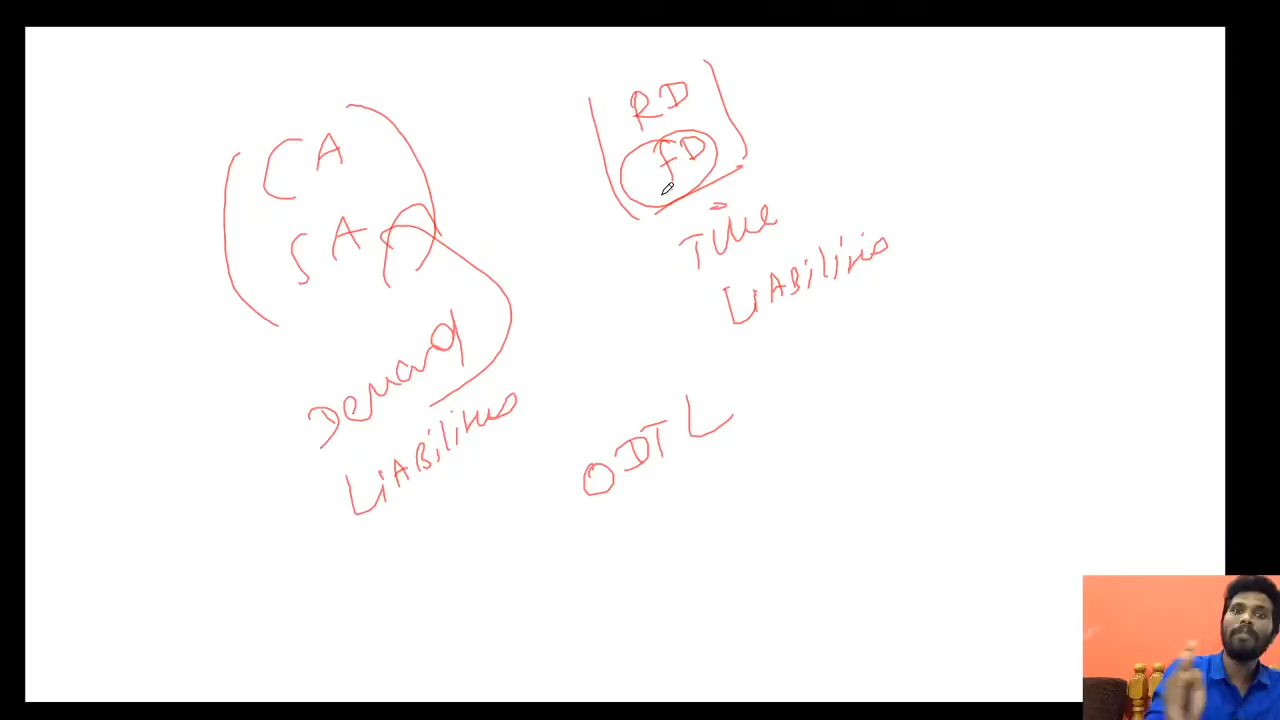 CA
SA
Demand
Liabilities
RD
FD
Time
Liabilities
ODTL